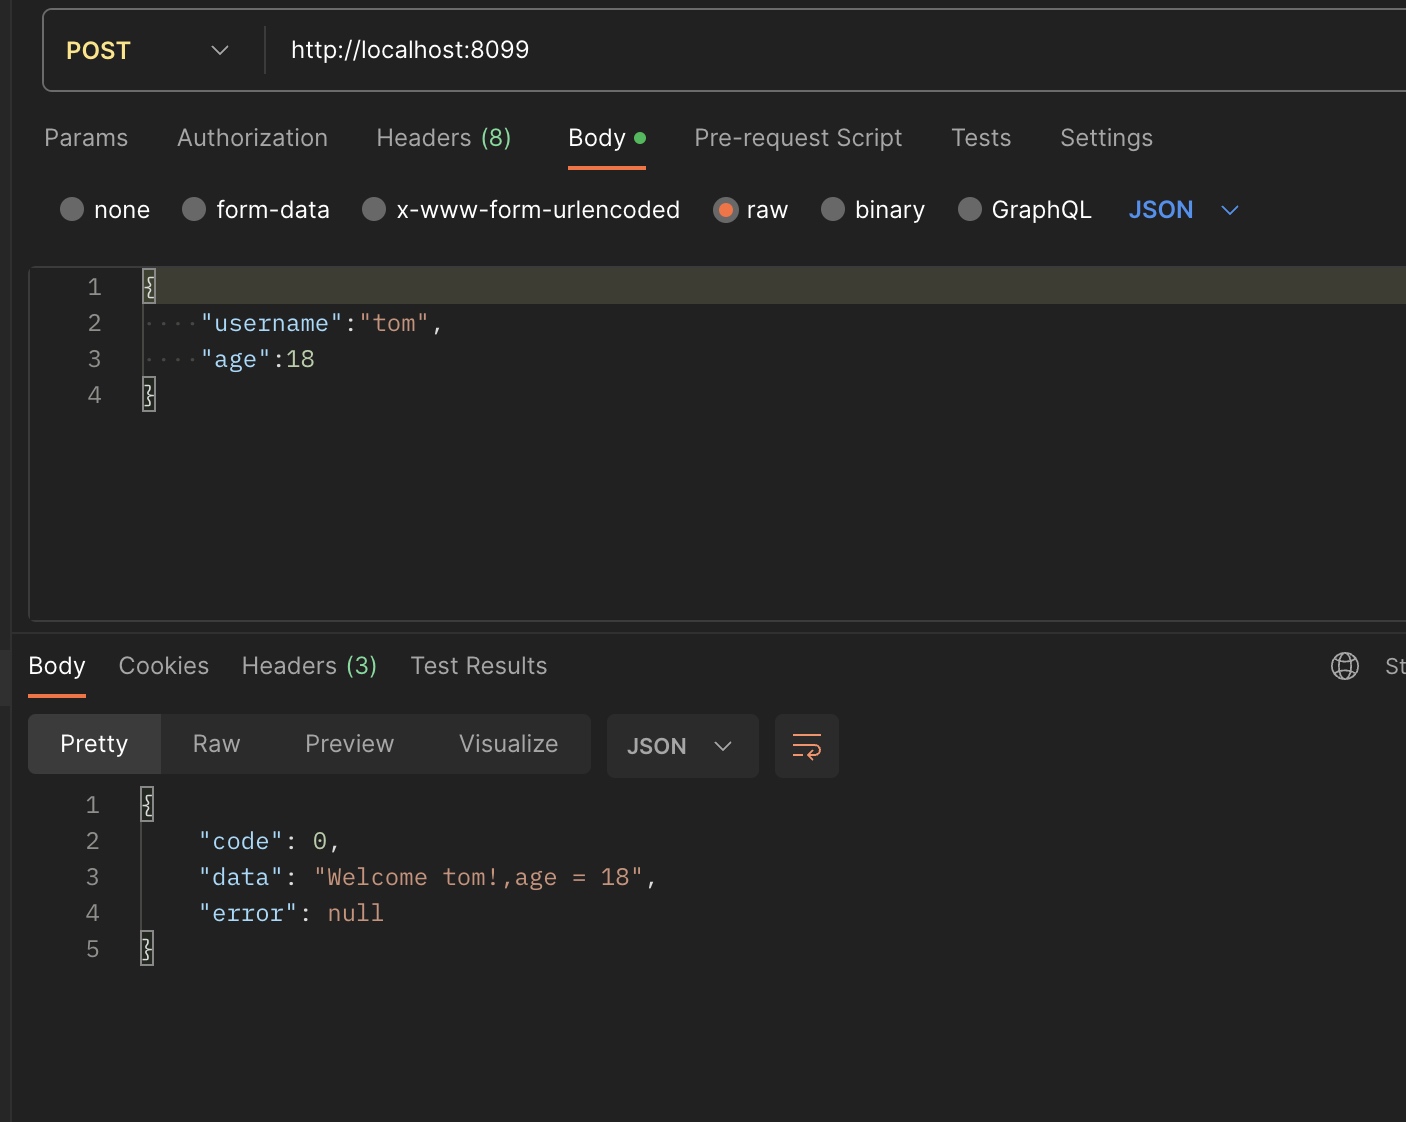 POST http://localhost:8099
Params Authorization Headers (8) Body Pre-request Script Tests Settings
none form-data x-www-form-urlencoded raw binary GraphQL JSON
1 {
2 ····"username":"tom",
3 ····"age":18
4 }
Body Cookies Headers (3) Test Results St
Pretty Raw Preview Visualize JSON
1 {
2 "code": 0,
3 "data": "Welcome tom!,age = 18",
4 "error": null
5 }